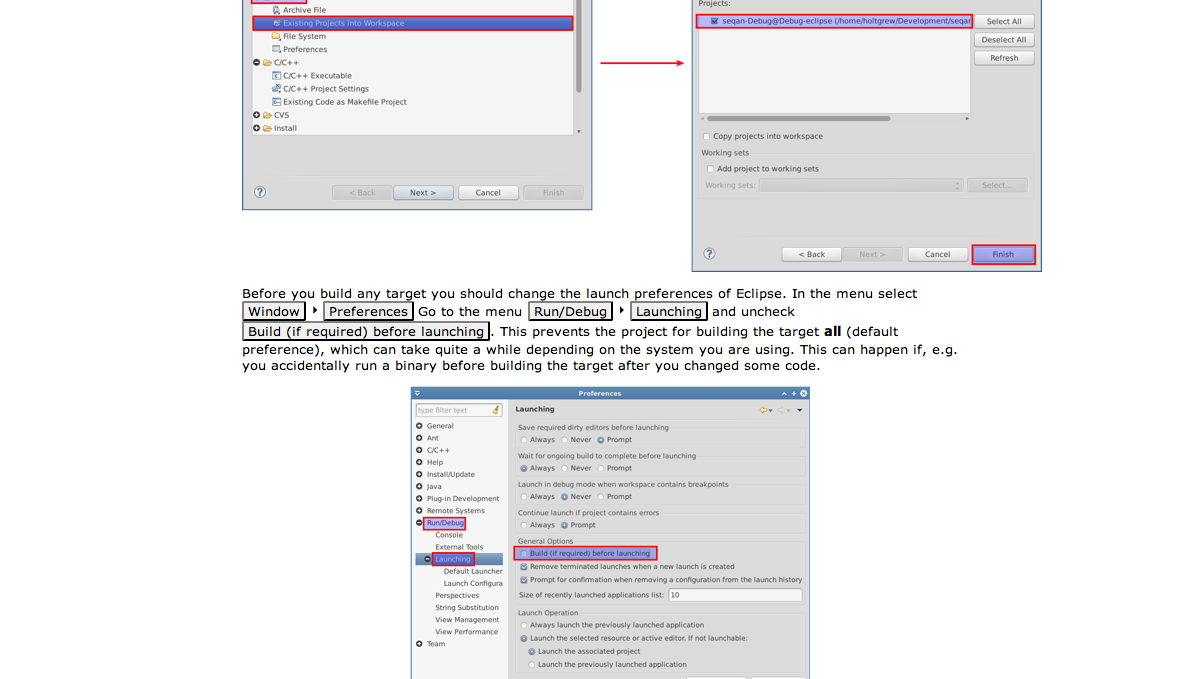 Archive File
Existing Projects into Workspace
File System
Preferences
C/C++
C/C++ Executable
C/C++ Project Settings
Existing Code as Makefile Project
CVS
Install
< Back
Next >
Cancel
Finish
Projects:
seqan-Debug@Debug-eclipse (/home/holtgrew/Development/seqan
Select All
Deselect All
Refresh
Copy projects into workspace
Working sets
Add project to working sets
Working sets:
Select...
< Back
Next >
Cancel
Finish
Before you build any target you should change the launch preferences of Eclipse. In the menu select
Window ‣ Preferences Go to the menu Run/Debug ‣ Launching and uncheck
Build (if required) before launching. This prevents the project for building the target all (default
preference), which can take quite a while depending on the system you are using. This can happen if, e.g.
you accidentally run a binary before building the target after you changed some code.
Preferences
type filter text
General
Ant
C/C++
Help
Install/Update
Java
Plug-in Development
Remote Systems
Run/Debug
Console
External Tools
Launching
Default Launcher
Launch Configura
Perspectives
String Substitution
View Management
View Performance
Team
Launching
Save required dirty editors before launching
Always Never Prompt
Wait for ongoing build to complete before launching
Always Never Prompt
Launch in debug mode when workspace contains breakpoints
Always Never Prompt
Continue launch if project contains errors
Always Prompt
General Options
Build (if required) before launching
Remove terminated launches when a new launch is created
Prompt for confirmation when removing a configuration from the launch history
Size of recently launched applications list: 10
Launch Operation
Always launch the previously launched application
Launch the selected resource or active editor. If not launchable:
Launch the associated project
Launch the previously launched application